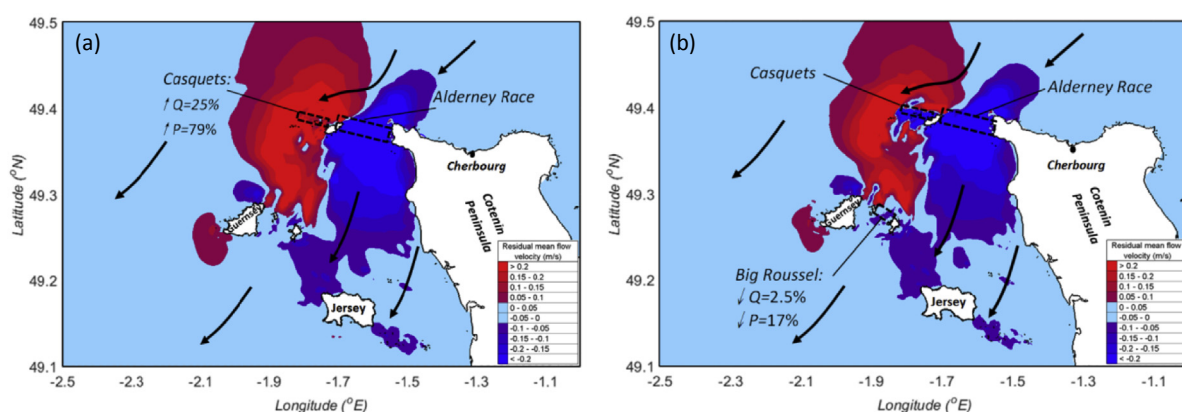 (a)
Casquets:
↑ Q=25%
↑ P=79%
Alderney Race
Cherbourg
Cotenin
Peninsula
Guernsey
Jersey
Residual mean flow
velocity (m/s)
> 0.2
0.15 - 0.2
0.1 - 0.15
0.05 - 0.1
0 - 0.05
-0.05 - 0
-0.1 - -0.05
-0.15 - -0.1
-0.2 - -0.15
< -0.2
49.5
49.4
49.3
49.2
49.1
Latitude (°N)
-2.5
-2.3
-2.1
-1.9
-1.7
-1.5
-1.3
-1.1
Longitude (°E)
(b)
Casquets
Alderney Race
Cherbourg
Cotenin
Peninsula
Guernsey
Big Roussel:
↓ Q=2.5%
↓ P=17%
Jersey
Residual mean flow
velocity (m/s)
> 0.2
0.15 - 0.2
0.1 - 0.15
0.05 - 0.1
0 - 0.05
-0.05 - 0
-0.1 - -0.05
-0.15 - -0.1
-0.2 - -0.15
< -0.2
49.5
49.4
49.3
49.2
49.1
Latitude (°N)
-2.5
-2.3
-2.1
-1.9
-1.7
-1.5
-1.3
-1.1
Longitude (°E)